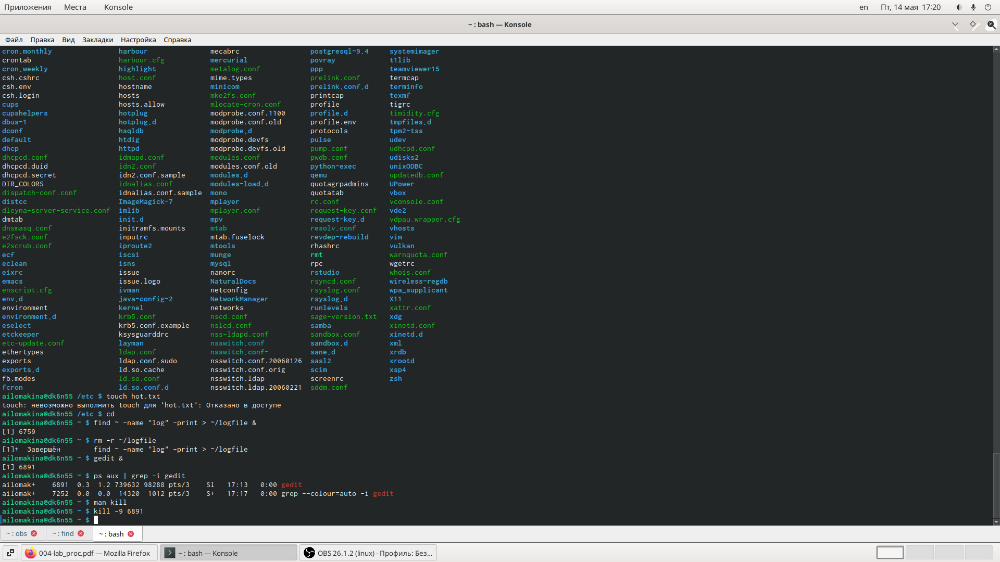 Приложения Места Konsole en Пт, 14 мая 17:20
~ : bash — Konsole
Файл Правка Вид Закладки Настройка Справка
cron.monthly harbour mecabrc postgresql-9.4 systemimager
crontab harbour.cfg mercurial povray t1lib
cron.weekly highlight metalog.conf ppp teamviewer15
csh.cshrc host.conf mime.types prelink.conf termcap
csh.env hostname minicom prelink.conf.d terminfo
csh.login hosts mke2fs.conf printcap texmf
cups hosts.allow mlocate-cron.conf profile tigrc
cupshelpers hotplug modprobe.conf.1100 profile.d timidity.cfg
dbus-1 hotplug.d modprobe.conf.old profile.env tmpfiles.d
dconf hsqldb modprobe.d protocols tpm2-tss
default htdig modprobe.devfs pulse udev
dhcp httpd modprobe.devfs.old pump.conf udhcpd.conf
dhcpcd.conf idmapd.conf modules.conf pwdb.conf udisks2
dhcpcd.duid idn2.conf modules.conf.old python-exec unixODBC
dhcpcd.secret idn2.conf.sample modules.d qemu updatedb.conf
DIR_COLORS idnalias.conf modules-load.d quotagrpadmins UPower
dispatch-conf.conf idnalias.conf.sample mono quotatab vbox
distcc ImageMagick-7 mplayer rc.conf vconsole.conf
dleyna-server-service.conf imlib mplayer.conf request-key.conf vde2
dmtab init.d mpv request-key.d vdpau_wrapper.cfg
dnsmasq.conf initramfs.mounts mtab resolv.conf vhosts
e2fsck.conf inputrc mtab.fuselock revdep-rebuild vim
e2scrub.conf iproute2 mtools rhashrc vulkan
ecf iscsi munge rmt warnquota.conf
eclean isns mysql rpc wgetrc
eixrc issue nanorc rstudio whois.conf
emacs issue.logo NaturalDocs rsyncd.conf wireless-regdb
enscript.cfg ivman netconfig rsyslog.conf wpa_supplicant
env.d java-config-2 NetworkManager rsyslog.d X11
environment kernel networks runlevels xattr.conf
environment.d krb5.conf nscd.conf sage-version.txt xdg
eselect krb5.conf.example nslcd.conf samba xinetd.conf
etckeeper ksysguarddrc nss-ldapd.conf sandbox.conf xinetd.d
etc-update.conf layman nsswitch.conf sandbox.d xml
ethertypes ldap.conf nsswitch.conf- sane.d xrdb
exports ldap.conf.sudo nsswitch.conf.20060126 sasl2 xrootd
exports.d ld.so.cache nsswitch.conf.orig scim xsp4
fb.modes ld.so.conf nsswitch.ldap screenrc zsh
fcron ld.so.conf.d nsswitch.ldap.20060221 sddm.conf
ailomakina@dk6n55 /etc $ touch hot.txt
touch: невозможно выполнить touch для 'hot.txt': Отказано в доступе
ailomakina@dk6n55 /etc $ cd
ailomakina@dk6n55 ~ $ find ~ -name "log" -print > ~/logfile &
[1] 6759
ailomakina@dk6n55 ~ $ rm -r ~/logfile
[1]+  Завершён        find ~ -name "log" -print > ~/logfile
ailomakina@dk6n55 ~ $ gedit &
[1] 6891
ailomakina@dk6n55 ~ $ ps aux | grep -i gedit
ailomak+    6891  0.3  1.2 739632 98288 pts/3    Sl   17:13   0:00 gedit
ailomak+    7252  0.0  0.0  14320  1012 pts/3    S+   17:17   0:00 grep --colour=auto -i gedit
ailomakina@dk6n55 ~ $ man kill
ailomakina@dk6n55 ~ $ kill -9 6891
ailomakina@dk6n55 ~ $
~ : obs ~ : find ~ : bash
004-lab_proc.pdf — Mozilla Firefox ~ : bash — Konsole OBS 26.1.2 (linux) - Профиль: Без...